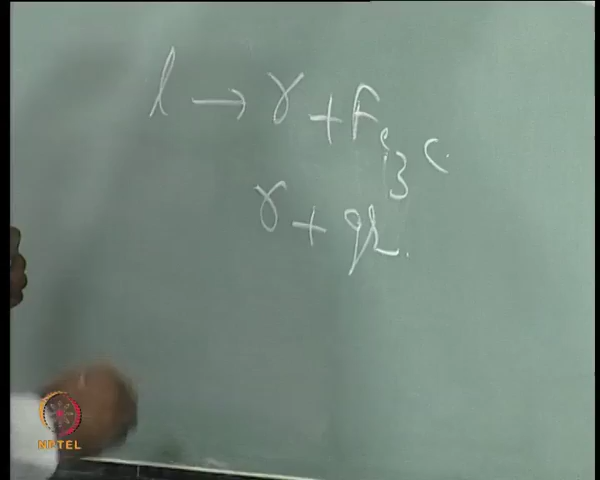 l → γ + Fe3C.
γ + gr.
NPTEL